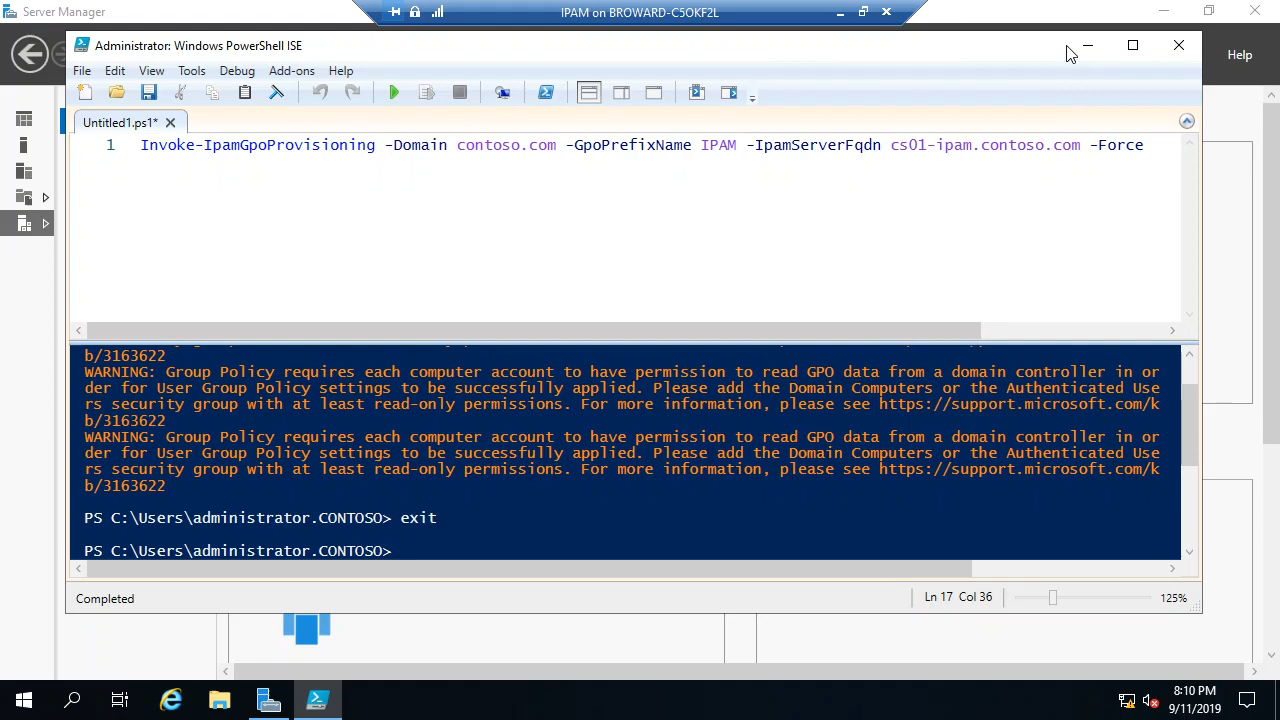 Server Manager
IPAM on BROWARD-C5OKF2L
Help
Administrator: Windows PowerShell ISE
File Edit View Tools Debug Add-ons Help
Untitled1.ps1*
1 Invoke-IpamGpoProvisioning -Domain contoso.com -GpoPrefixName IPAM -IpamServerFqdn cs01-ipam.contoso.com -Force
b/3163622
WARNING: Group Policy requires each computer account to have permission to read GPO data from a domain controller in or
der for User Group Policy settings to be successfully applied. Please add the Domain Computers or the Authenticated Use
rs security group with at least read-only permissions. For more information, please see https://support.microsoft.com/k
b/3163622
WARNING: Group Policy requires each computer account to have permission to read GPO data from a domain controller in or
der for User Group Policy settings to be successfully applied. Please add the Domain Computers or the Authenticated Use
rs security group with at least read-only permissions. For more information, please see https://support.microsoft.com/k
b/3163622
PS C:\Users\administrator.CONTOSO> exit
PS C:\Users\administrator.CONTOSO>
Completed
Ln 17 Col 36
125%
8:10 PM
9/11/2019